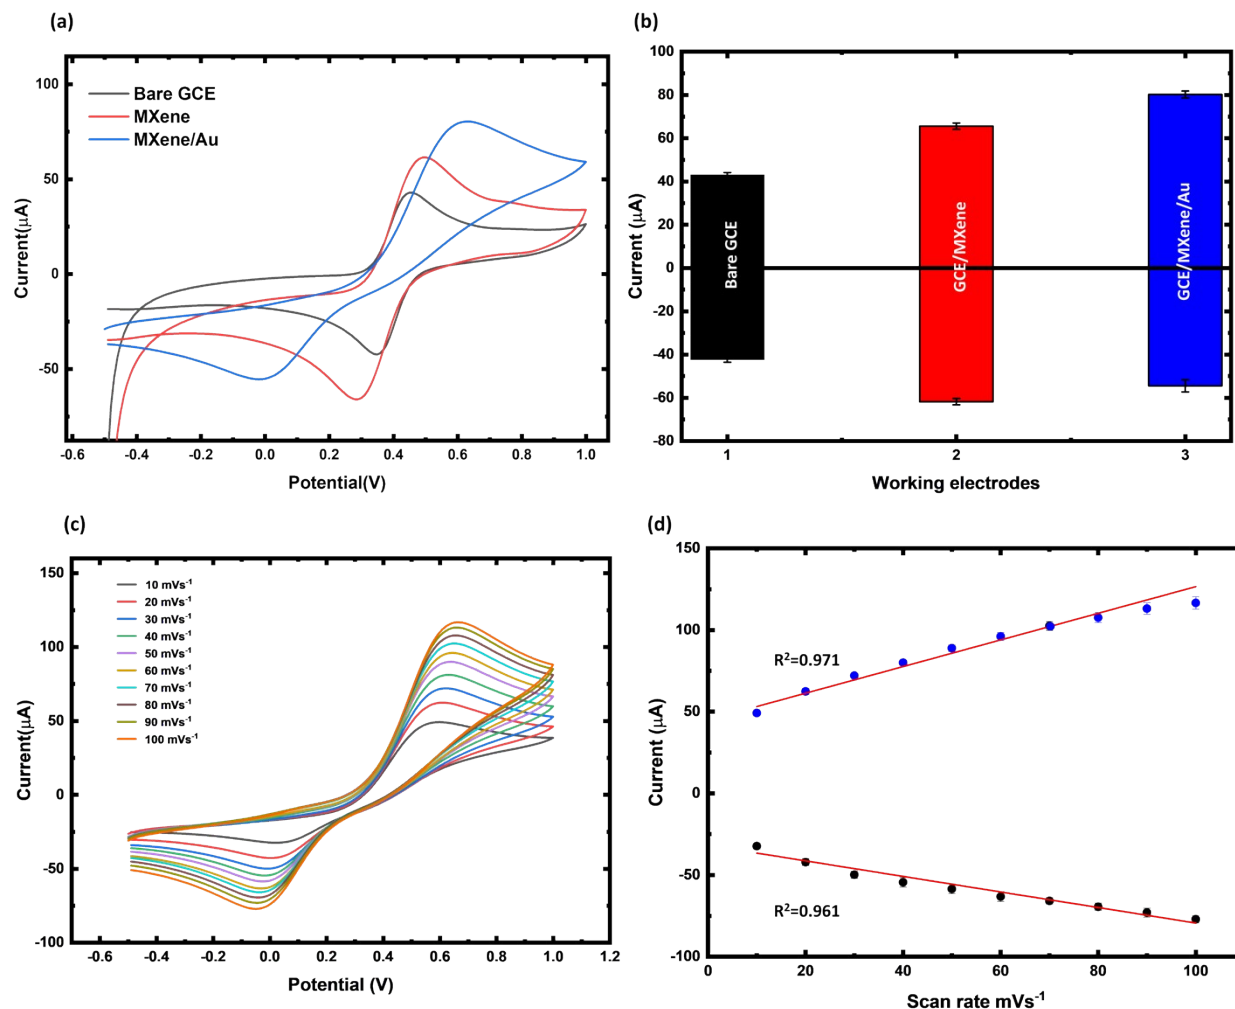 (a)
100
50
0
-50
Current(μA)
Bare GCE
MXene
MXene/Au
-0.6 -0.4 -0.2 0.0 0.2 0.4 0.6 0.8 1.0
Potential(V)
(b)
100
80
60
40
20
0
-20
-40
-60
-80
Current (μA)
Bare GCE
GCE/MXene
GCE/MXene/Au
1 2 3
Working electrodes
(c)
150
100
50
0
-50
-100
Current(μA)
10 mVs⁻¹
20 mVs⁻¹
30 mVs⁻¹
40 mVs⁻¹
50 mVs⁻¹
60 mVs⁻¹
70 mVs⁻¹
80 mVs⁻¹
90 mVs⁻¹
100 mVs⁻¹
-0.6 -0.4 -0.2 0.0 0.2 0.4 0.6 0.8 1.0 1.2
Potential (V)
(d)
150
100
50
0
-50
-100
Current (μA)
R²=0.971
R²=0.961
0 20 40 60 80 100
Scan rate mVs⁻¹